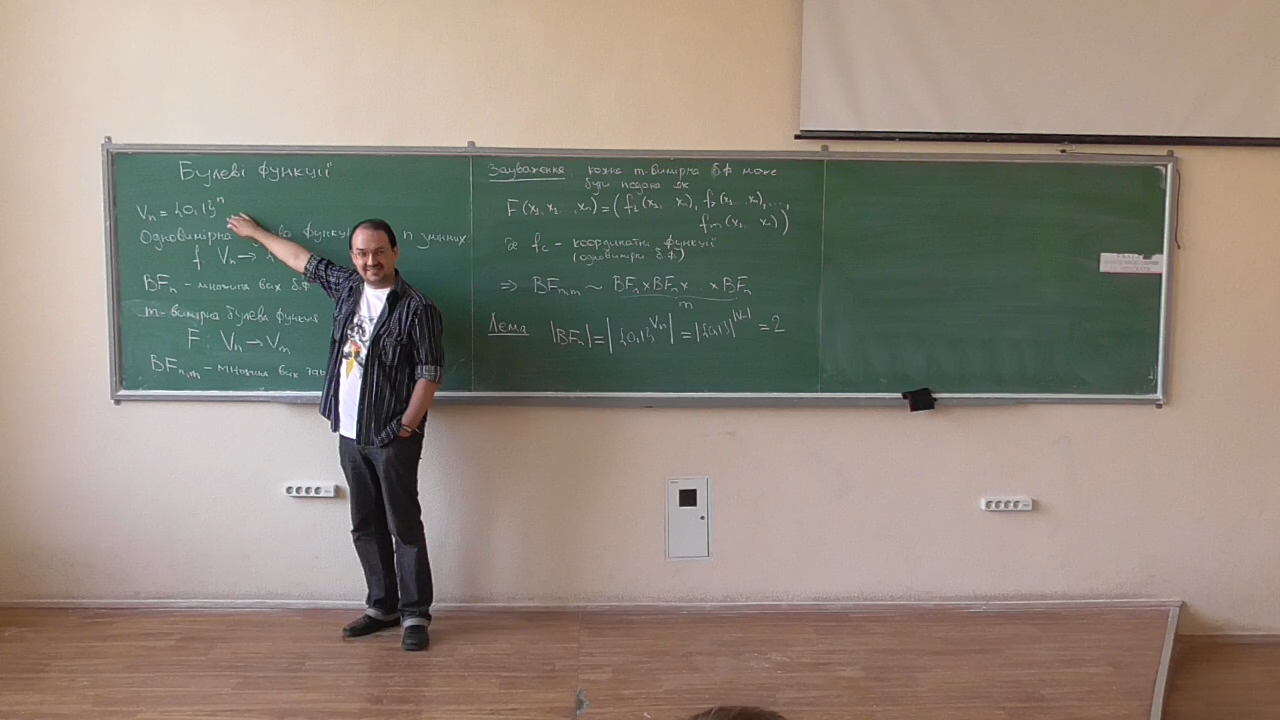 Булеві функції
Vₙ = {0,1}ⁿ
Одновимірна функц n змінних
f Vₙ →
BFₙ - множина всіх б.ф
m-вимірна булева функція
F : Vₙ → Vₘ
BFₙ,ₘ - множина всіх так
Зауваження кожна m-вимірна б.ф може
бути подана як
F(x₁, x₂ ... xₙ) = (f₁(x₁ xₙ), f₂(x₁ ... xₙ), ...,
fₘ(x₁, xₙ))
де fᵢ - координатні функції
(одновимірні б.ф)
⇒ BFₙ,ₘ ~ BFₙ × BFₙ × ... × BFₙ
m
Лема |BFₙ| = |{0,1}^Vₙ| = |{0,1}|^|Vₙ| = 2